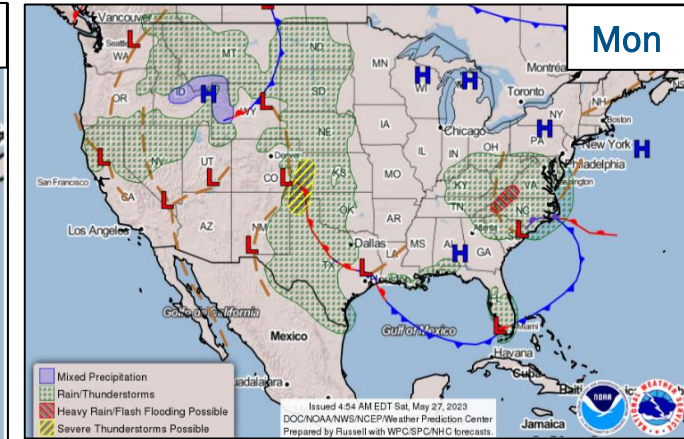 Mon
Vancouver
Seattle
WA
MT
ND
MN
Montréal
OR
ID
H
SD
WI
H
H
Toronto
NH
WY
L
NY
Boston
NE
IA
Chicago
PA
H
New York
H
L
NV
UT
L
Denver
CO
L
KS
IL
IN
OH
Philadelphia
San Francisco
CA
L
MO
KY
VA
Washington
OK
TN
NC
Los Angeles
AZ
NM
L
AR
Atlanta
L
Dallas
MS
AL
H
GA
TX
L
LA
FL
L
Miami
Golfo de California
Mexico
Gulf of Mexico
Havana
Cuba
Jamaica
Mixed Precipitation
Rain/Thunderstorms
Heavy Rain/Flash Flooding Possible
Severe Thunderstorms Possible
Issued 4:54 AM EDT Sat, May 27, 2023
DOC/NOAA/NWS/NCEP/Weather Prediction Center
Prepared by Russell with WPC/SPC/NHC forecasts.
NOAA